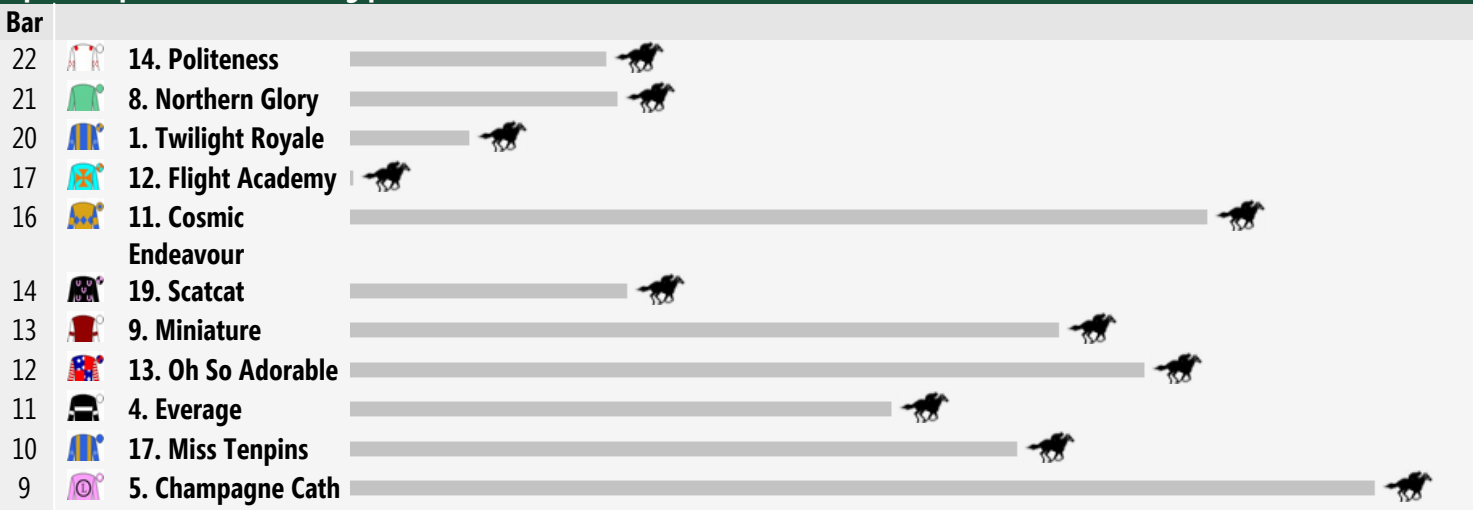 Bar
22 14. Politeness
21 8. Northern Glory
20 1. Twilight Royale
17 12. Flight Academy
16 11. Cosmic
Endeavour
14 19. Scatcat
13 9. Miniature
12 13. Oh So Adorable
11 4. Everage
10 17. Miss Tenpins
9 5. Champagne Cath